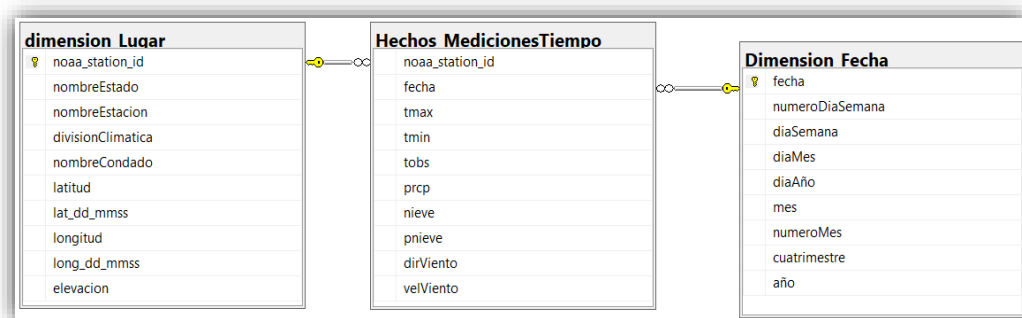 dimension_Lugar
noaa_station_id
nombreEstado
nombreEstacion
divisionClimatica
nombreCondado
latitud
lat_dd_mmss
longitud
long_dd_mmss
elevacion
Hechos_MedicionesTiempo
noaa_station_id
fecha
tmax
tmin
tobs
prcp
nieve
pnieve
dirViento
velViento
Dimension_Fecha
fecha
numeroDiaSemana
diaSemana
diaMes
diaAño
mes
numeroMes
cuatrimestre
año